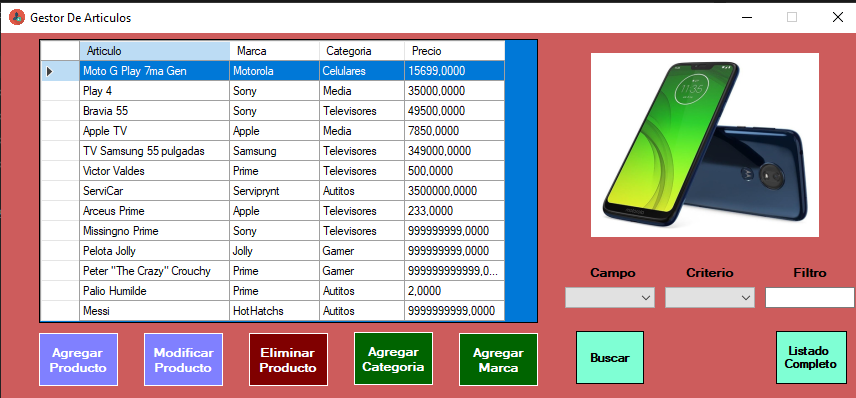 Gestor De Articulos
Articulo Marca Categoria Precio
Moto G Play 7ma Gen Motorola Celulares 15699,0000
Play 4 Sony Media 35000,0000
Bravia 55 Sony Televisores 49500,0000
Apple TV Apple Media 7850,0000
TV Samsung 55 pulgadas Samsung Televisores 349000,0000
Victor Valdes Prime Televisores 500,0000
ServiCar Serviprynt Autitos 3500000,0000
Arceus Prime Apple Televisores 233,0000
Missingno Prime Sony Televisores 999999999,0000
Pelota Jolly Jolly Gamer 999999999,0000
Peter "The Crazy" Crouchy Prime Gamer 999999999999,0...
Palio Humilde Prime Autitos 2,0000
Messi HotHatchs Autitos 9999999999,0000
Campo Criterio Filtro
Agregar
Producto
Modificar
Producto
Eliminar
Producto
Agregar
Categoria
Agregar
Marca
Buscar
Listado
Completo